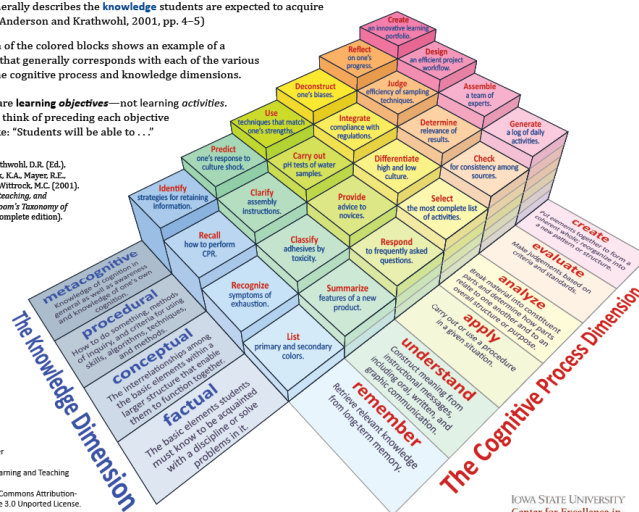 nerally describes the knowledge students are expected to acquire
Anderson and Krathwohl, 2001, pp. 4–5)
n of the colored blocks shows an example of a
that generally corresponds with each of the various
ne cognitive process and knowledge dimensions.
are learning objectives—not learning activities.
think of preceding each objective
ke: "Students will be able to . . ."
thwohl, D.R. (Ed.),
k, K.A., Mayer, R.E.,
Wittrock, M.C. (2001).
teaching, and
oom's Taxonomy of
omplete edition).
Create
an innovative learning
portfolio.
Reflect
on one's
progress.
Design
an efficient project
workflow.
Deconstruct
one's biases.
Judge
efficiency of sampling
techniques.
Assemble
a team of
experts.
Use
techniques that match
one's strengths.
Integrate
compliance with
regulations.
Determine
relevance of
results.
Generate
a log of daily
activities.
Predict
one's response to
culture shock.
Carry out
pH tests of water
samples.
Differentiate
high and low
culture.
Check
for consistency among
sources.
Identify
strategies for retaining
information.
Clarify
assembly
instructions.
Provide
advice to
novices.
Select
the most complete list
of activities.
Recall
how to perform
CPR.
Classify
adhesives by
toxicity.
Respond
to frequently asked
questions.
Recognize
symptoms of
exhaustion.
Summarize
features of a new
product.
List
primary and secondary
colors.
The Knowledge Dimension
metacognitive
Knowledge of cognition in
general as well as awareness
and knowledge of one's own
cognition.
procedural
How to do something, methods
of inquiry, and criteria for using
skills, algorithms, techniques,
and methods.
conceptual
The interrelationships among
the basic elements within a
larger structure that enable
them to function together.
factual
The basic elements students
must know to be acquainted
with a discipline or solve
problems in it.
The Cognitive Process Dimension
create
Put elements together to form a
coherent whole; reorganize into
a new pattern or structure.
evaluate
Make judgements based on
criteria and standards.
analyze
Break material into constituent
parts and determine how parts
relate to one another and to an
overall structure or purpose.
apply
Carry out or use a procedure
in a given situation.
understand
Construct meaning from
instructional messages,
including oral, written, and
graphic communication.
remember
Retrieve relevant knowledge
from long-term memory.
er
arning and Teaching
Commons Attribution-
e 3.0 Unported License.
IOWA STATE UNIVERSITY
Center for Excellence in